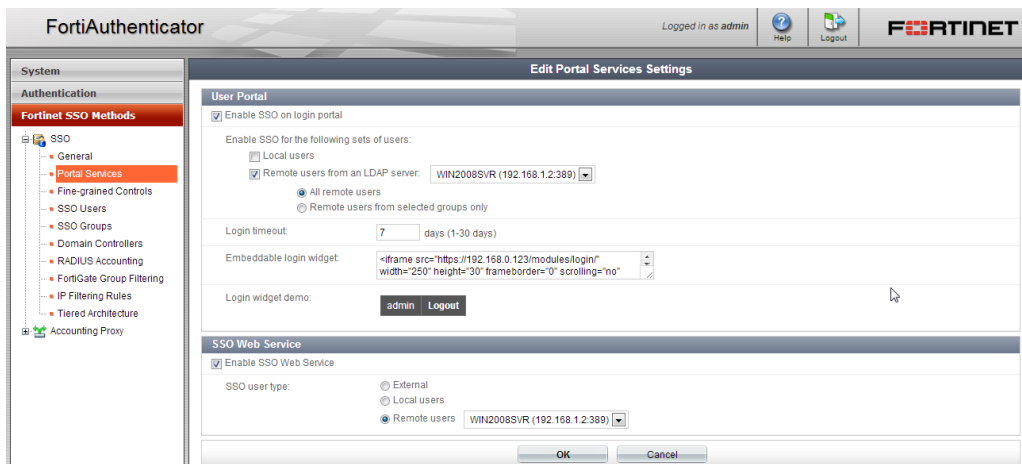 FortiAuthenticator
Logged in as admin
Help
Logout
FORTINET
System
Authentication
Fortinet SSO Methods
SSO
General
Portal Services
Fine-grained Controls
SSO Users
SSO Groups
Domain Controllers
RADIUS Accounting
FortiGate Group Filtering
IP Filtering Rules
Tiered Architecture
Accounting Proxy
Edit Portal Services Settings
User Portal
Enable SSO on login portal
Enable SSO for the following sets of users:
Local users
Remote users from an LDAP server: WIN2008SVR (192.168.1.2:389)
All remote users
Remote users from selected groups only
Login timeout: 7 days (1-30 days)
Embeddable login widget: <iframe src="https://192.168.0.123/modules/login/"
width="250" height="30" frameborder="0" scrolling="no"
Login widget demo: admin Logout
SSO Web Service
Enable SSO Web Service
SSO user type: External
Local users
Remote users WIN2008SVR (192.168.1.2:389)
OK Cancel